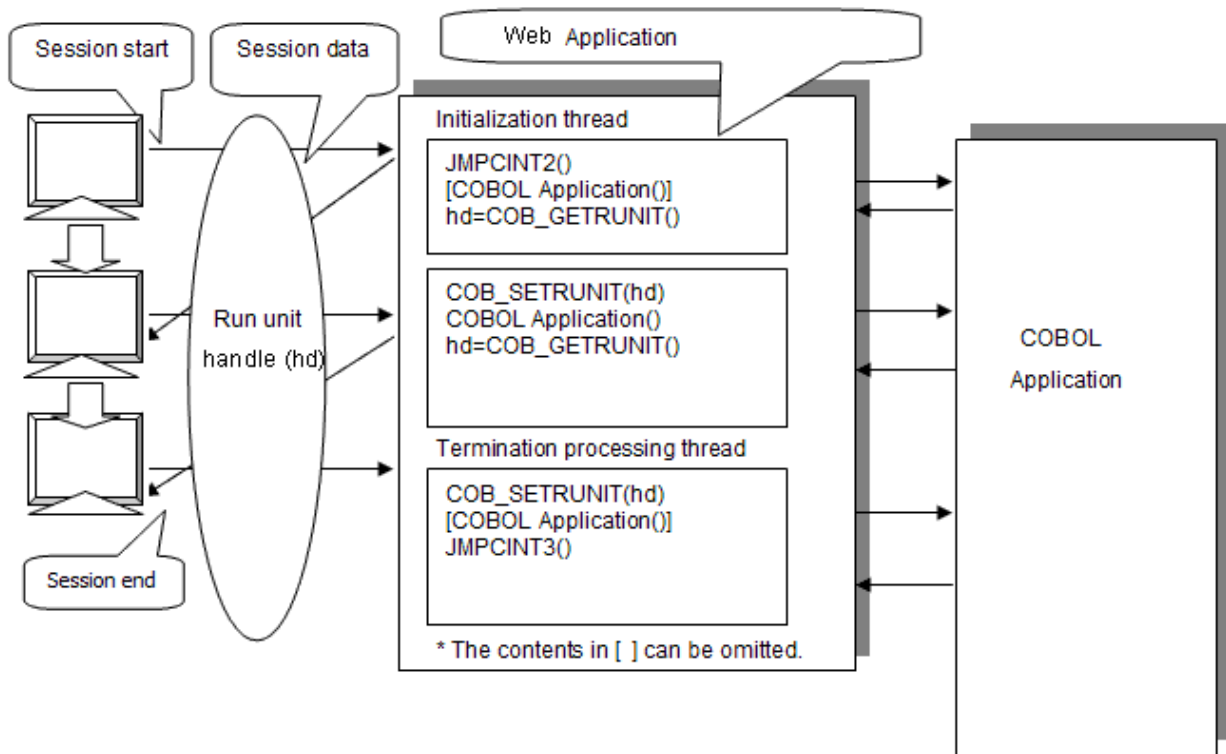 Session start
Session data
Web Application
Initialization thread
JMPCINT2()
[COBOL Application()]
hd=COB_GETRUNIT()
COB_SETRUNIT(hd)
COBOL Application()
hd=COB_GETRUNIT()
Run unit
handle (hd)
COBOL
Application
Termination processing thread
COB_SETRUNIT(hd)
[COBOL Application()]
JMPCINT3()
Session end
* The contents in [ ] can be omitted.